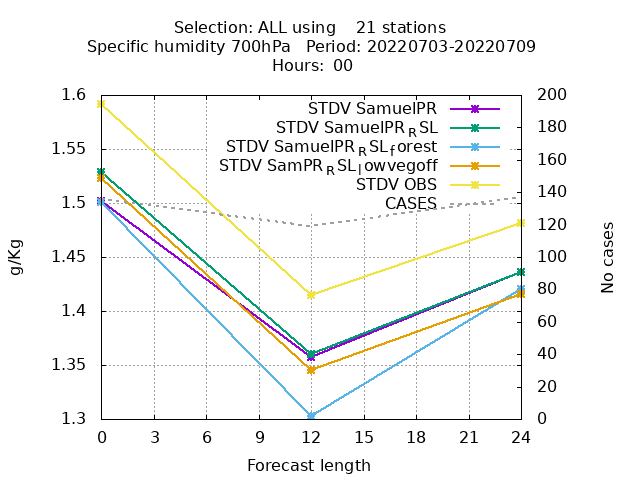 Selection: ALL using    21 stations
Specific humidity 700hPa   Period: 20220703-20220709
Hours:  00
1.6
1.55
1.5
1.45
1.4
1.35
1.3
g/Kg
STDV SamuelPR
STDV SamuelPR_RSL
STDV SamuelPR_RSL_forest
STDV SamPR_RSL_lowvegoff
STDV OBS
CASES
200
180
160
140
120
100
80
60
40
20
0
No cases
0 3 6 9 12 15 18 21 24
Forecast length